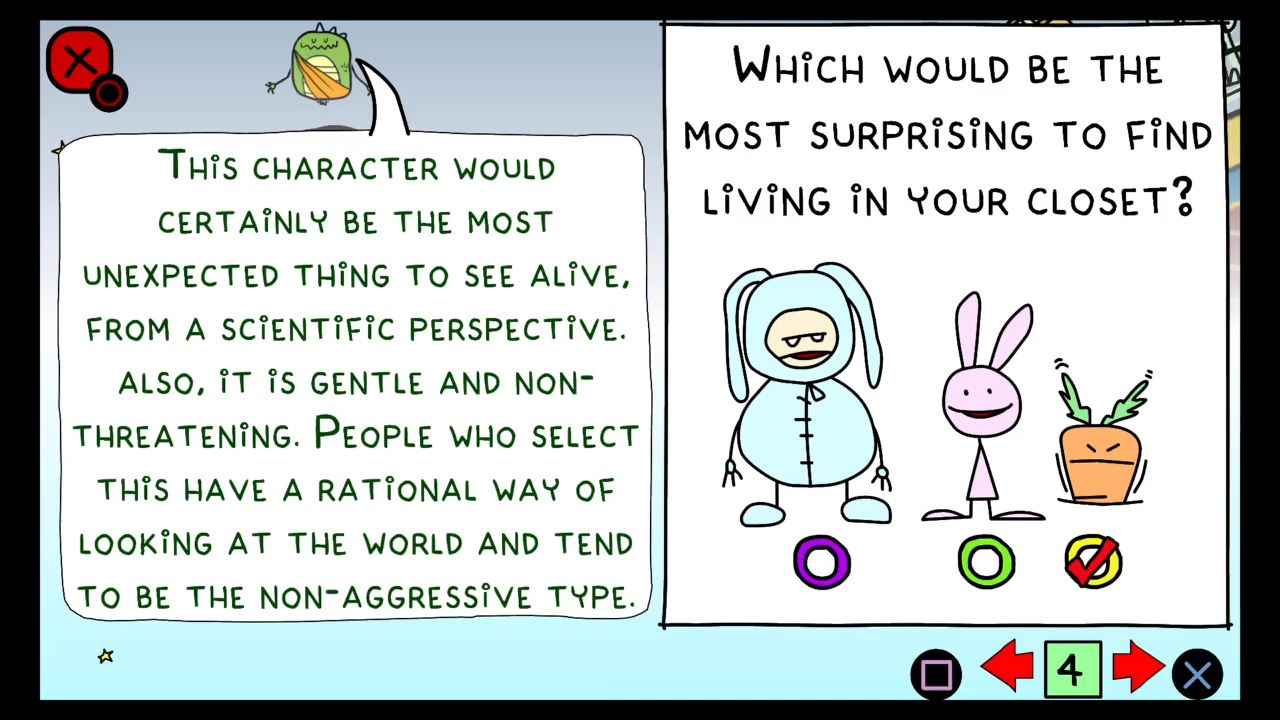 This character would
certainly be the most
unexpected thing to see alive,
from a scientific perspective.
Also, it is gentle and non-
threatening. People who select
this have a rational way of
looking at the world and tend
to be the non-aggressive type.
Which would be the
most surprising to find
living in your closet?
4